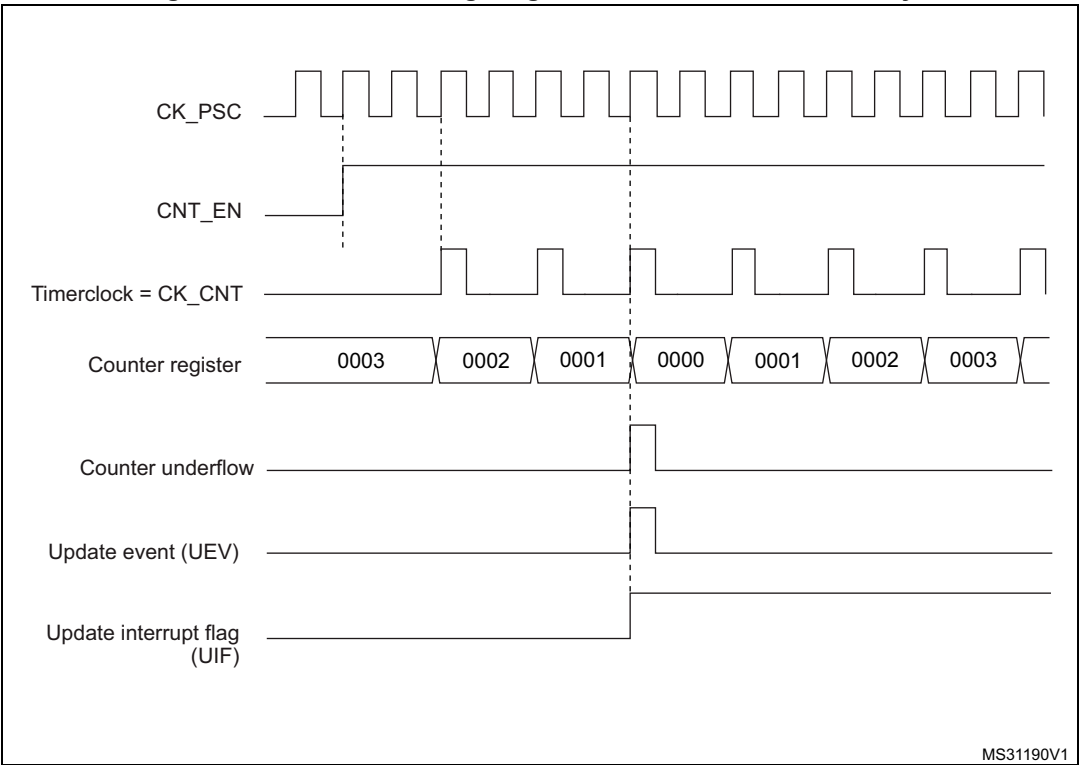 CK_PSC
CNT_EN
Timerclock = CK_CNT
Counter register
0003
0002
0001
0000
0001
0002
0003
Counter underflow
Update event (UEV)
Update interrupt flag
(UIF)
MS31190V1